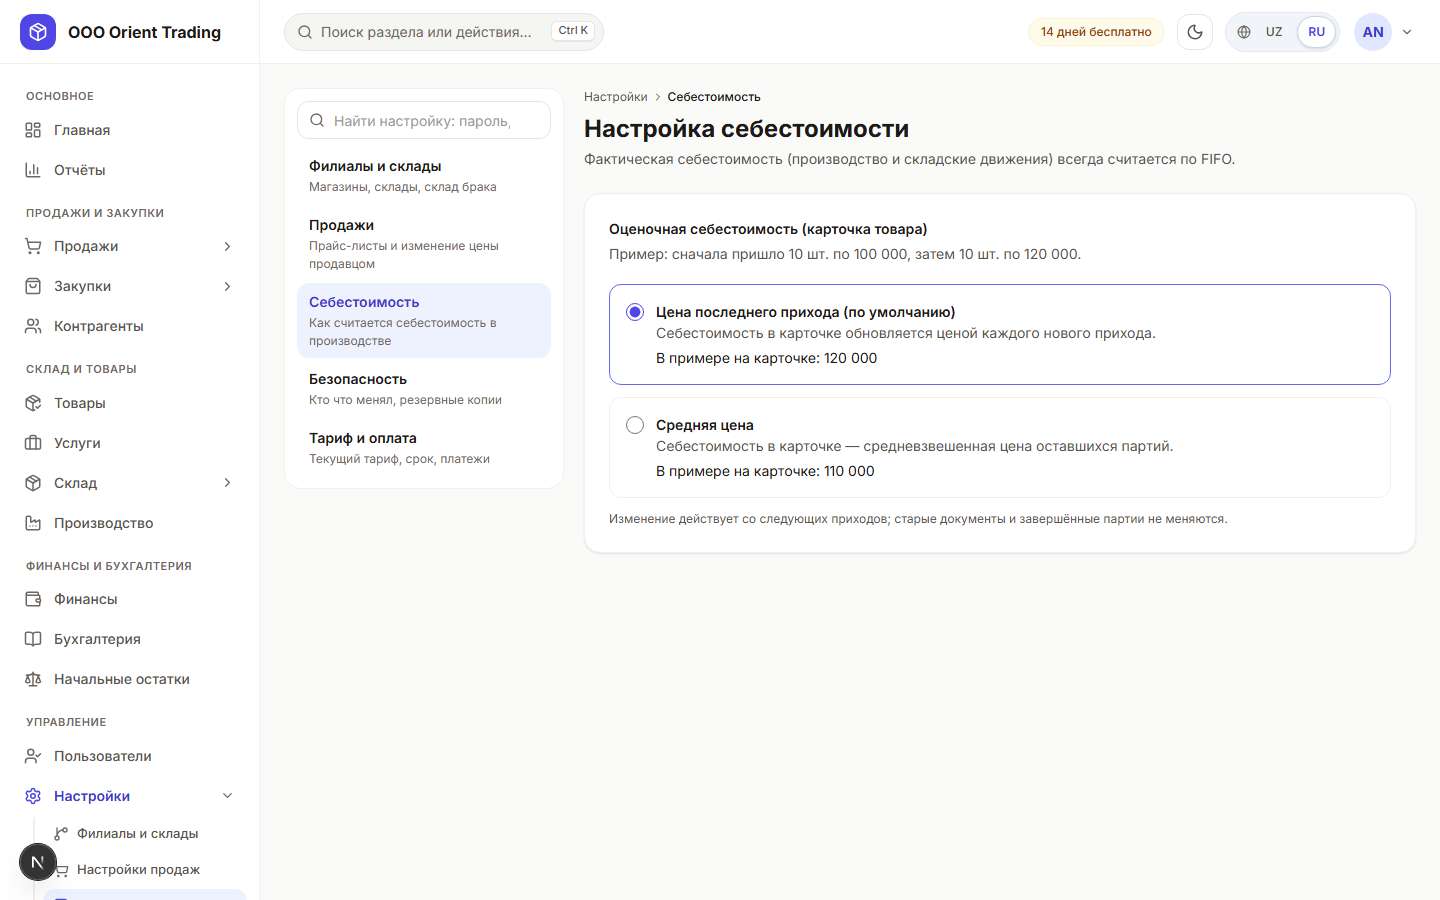 ООО Orient Trading
Поиск раздела или действия...
Ctrl K
14 дней бесплатно
UZ
RU
AN
ОСНОВНОЕ
Главная
Отчёты
ПРОДАЖИ И ЗАКУПКИ
Продажи
Закупки
Контрагенты
СКЛАД И ТОВАРЫ
Товары
Услуги
Склад
Производство
ФИНАНСЫ И БУХГАЛТЕРИЯ
Финансы
Бухгалтерия
Начальные остатки
УПРАВЛЕНИЕ
Пользователи
Настройки
Филиалы и склады
N
Настройки продаж
Найти настройку: пароль,
Филиалы и склады
Магазины, склады, склад брака
Продажи
Прайс-листы и изменение цены
продавцом
Себестоимость
Как считается себестоимость в
производстве
Безопасность
Кто что менял, резервные копии
Тариф и оплата
Текущий тариф, срок, платежи
Настройки > Себестоимость
Настройка себестоимости
Фактическая себестоимость (производство и складские движения) всегда считается по FIFO.
Оценочная себестоимость (карточка товара)
Пример: сначала пришло 10 шт. по 100 000, затем 10 шт. по 120 000.
Цена последнего прихода (по умолчанию)
Себестоимость в карточке обновляется ценой каждого нового прихода.
В примере на карточке: 120 000
Средняя цена
Себестоимость в карточке — средневзвешенная цена оставшихся партий.
В примере на карточке: 110 000
Изменение действует со следующих приходов; старые документы и завершённые партии не меняются.